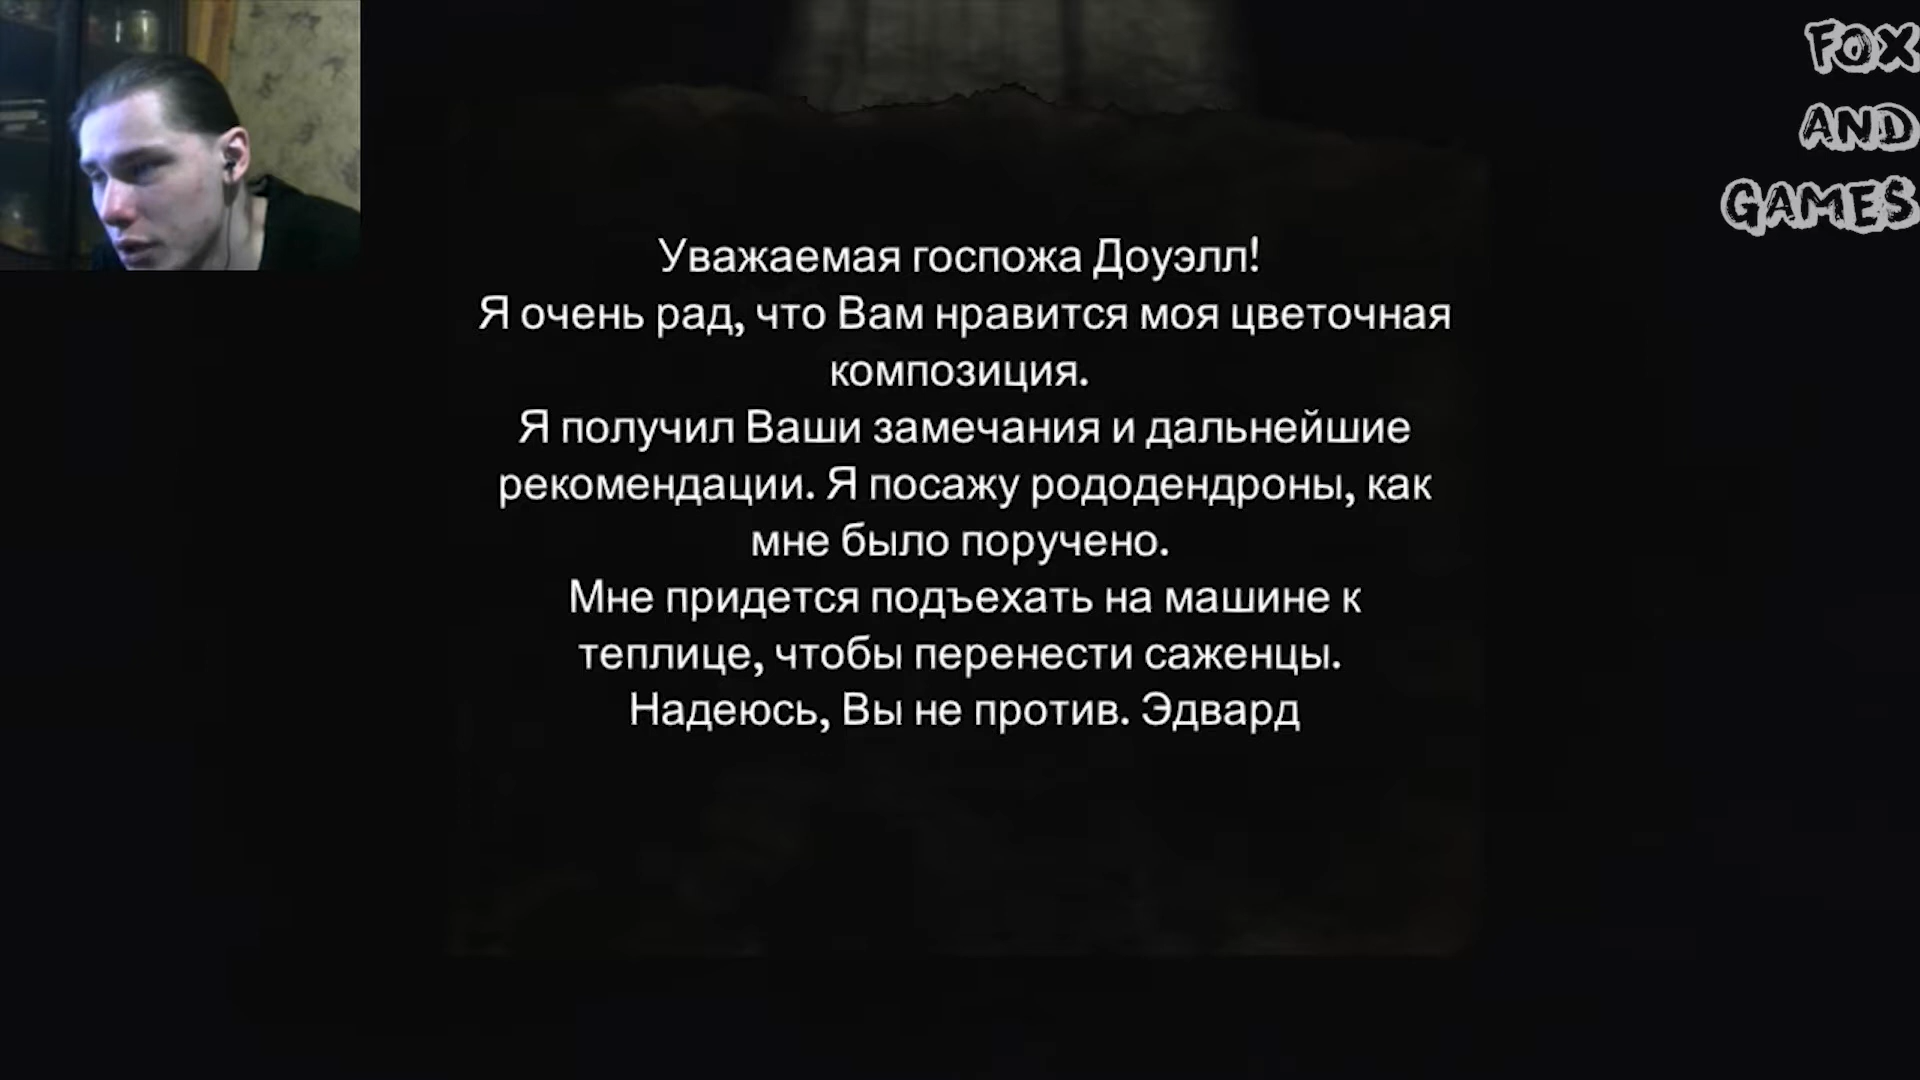 FOX
AND
GAMES
Уважаемая госпожа Доуэлл!
Я очень рад, что Вам нравится моя цветочная
композиция.
Я получил Ваши замечания и дальнейшие
рекомендации. Я посажу рододендроны, как
мне было поручено.
Мне придется подъехать на машине к
теплице, чтобы перенести саженцы.
Надеюсь, Вы не против. Эдвард